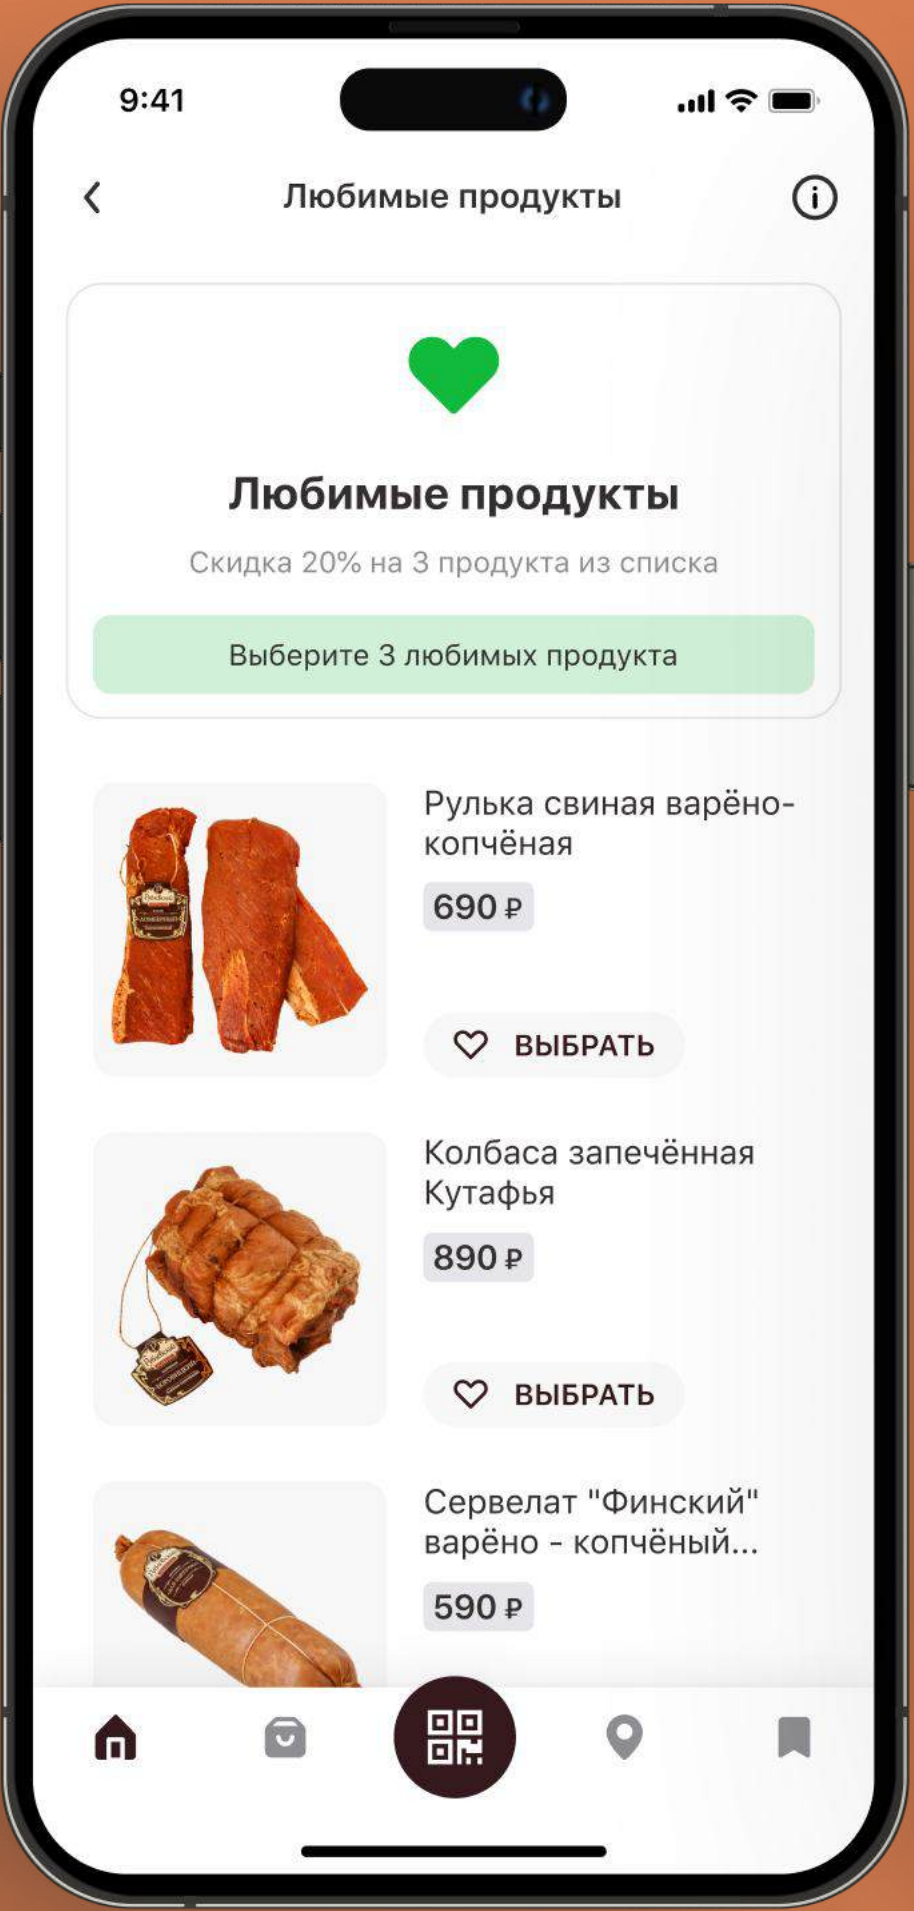 9:41
Любимые продукты
Любимые продукты
Скидка 20% на 3 продукта из списка
Выберите 3 любимых продукта
Рулька свиная варёно-
копчёная
690 ₽
ВЫБРАТЬ
Колбаса запечённая
Кутафья
890 ₽
ВЫБРАТЬ
Сервелат "Финский"
варёно - копчёный...
590 ₽